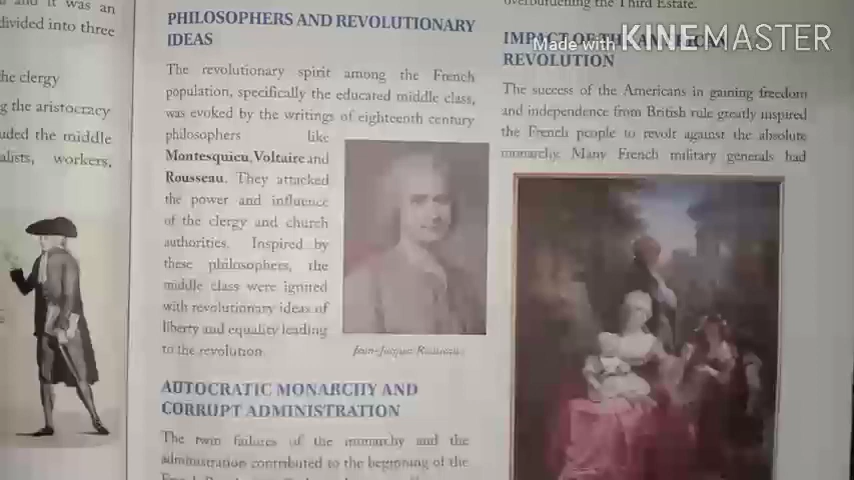 and it was an
divided into three
he clergy
g the aristocracy
uded the middle
alists, workers,
PHILOSOPHERS AND REVOLUTIONARY
IDEAS
The revolutionary spirit among the French
population, specifically the educated middle class,
was evoked by the writings of eighteenth century
philosophers like
Montesquieu, Voltaire and
Rousseau. They attacked
the power and influence
of the clergy and church
authorities. Inspired by
these philosophers, the
middle class were ignited
with revolutionary ideas of
liberty and equality leading
to the revolution.
Jean-Jacques Rousseau
AUTOCRATIC MONARCHY AND
CORRUPT ADMINISTRATION
The twin failures of the monarchy and the
administration contributed to the beginning of the
overburdening the Third Estate.
IMPACT OF THE AMERICAN
REVOLUTION
Made with KINEMASTER
The success of the Americans in gaining freedom
and independence from British rule greatly inspired
the French people to revolt against the absolute
monarchy. Many French military generals had